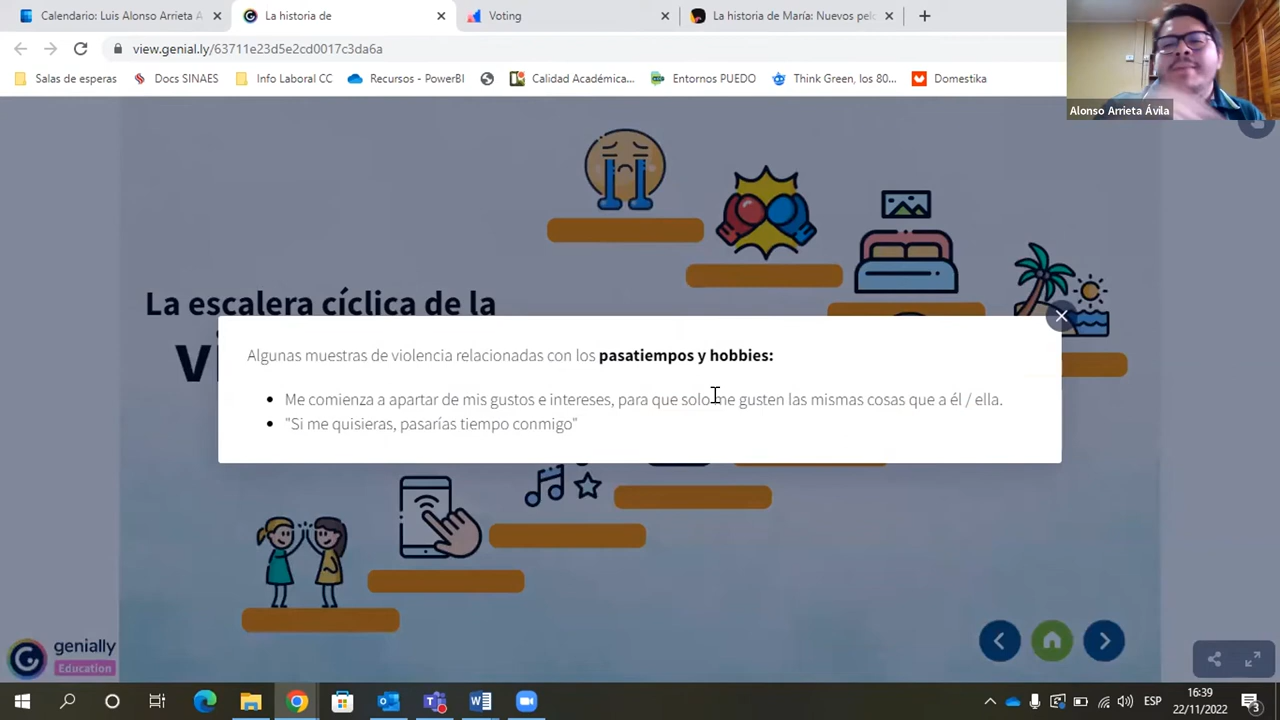 Calendario: Luis Alonso Arrieta A
La historia de
Voting
La historia de María: Nuevos pel
view.genial.ly/63711e23d5e2cd0017c3da6a
Salas de esperas
Docs SINAES
Info Laboral CC
Recursos - PowerBI
Calidad Académica...
Entornos PUEDO
Think Green, los 80...
Domestika
Alonso Arrieta Ávila
La escalera cíclica de la
Algunas muestras de violencia relacionadas con los pasatiempos y hobbies:
Me comienza a apartar de mis gustos e intereses, para que solo me gusten las mismas cosas que a él / ella.
"Si me quisieras, pasarías tiempo conmigo"
genially
Education
ESP
16:39
22/11/2022
3